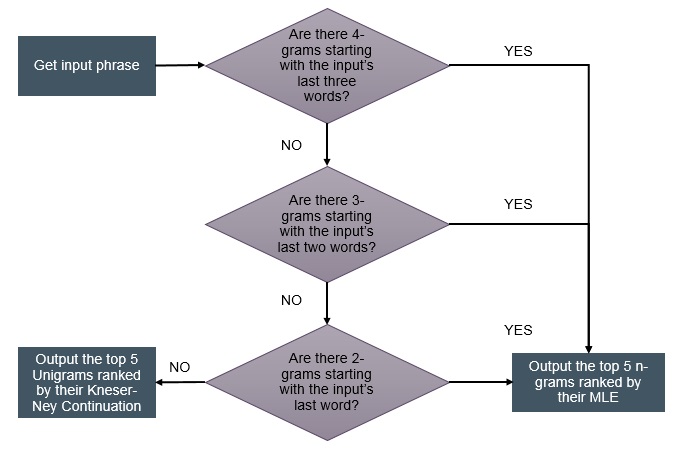 Get input phrase
Are there 4-
grams starting
with the input's
last three
words?
YES
NO
Are there 3-
grams starting
with the input's
last two words?
YES
NO
Are there 2-
grams starting
with the input's
last word?
YES
NO
Output the top 5
Unigrams ranked
by their Kneser-
Ney Continuation
Output the top 5 n-
grams ranked by
their MLE